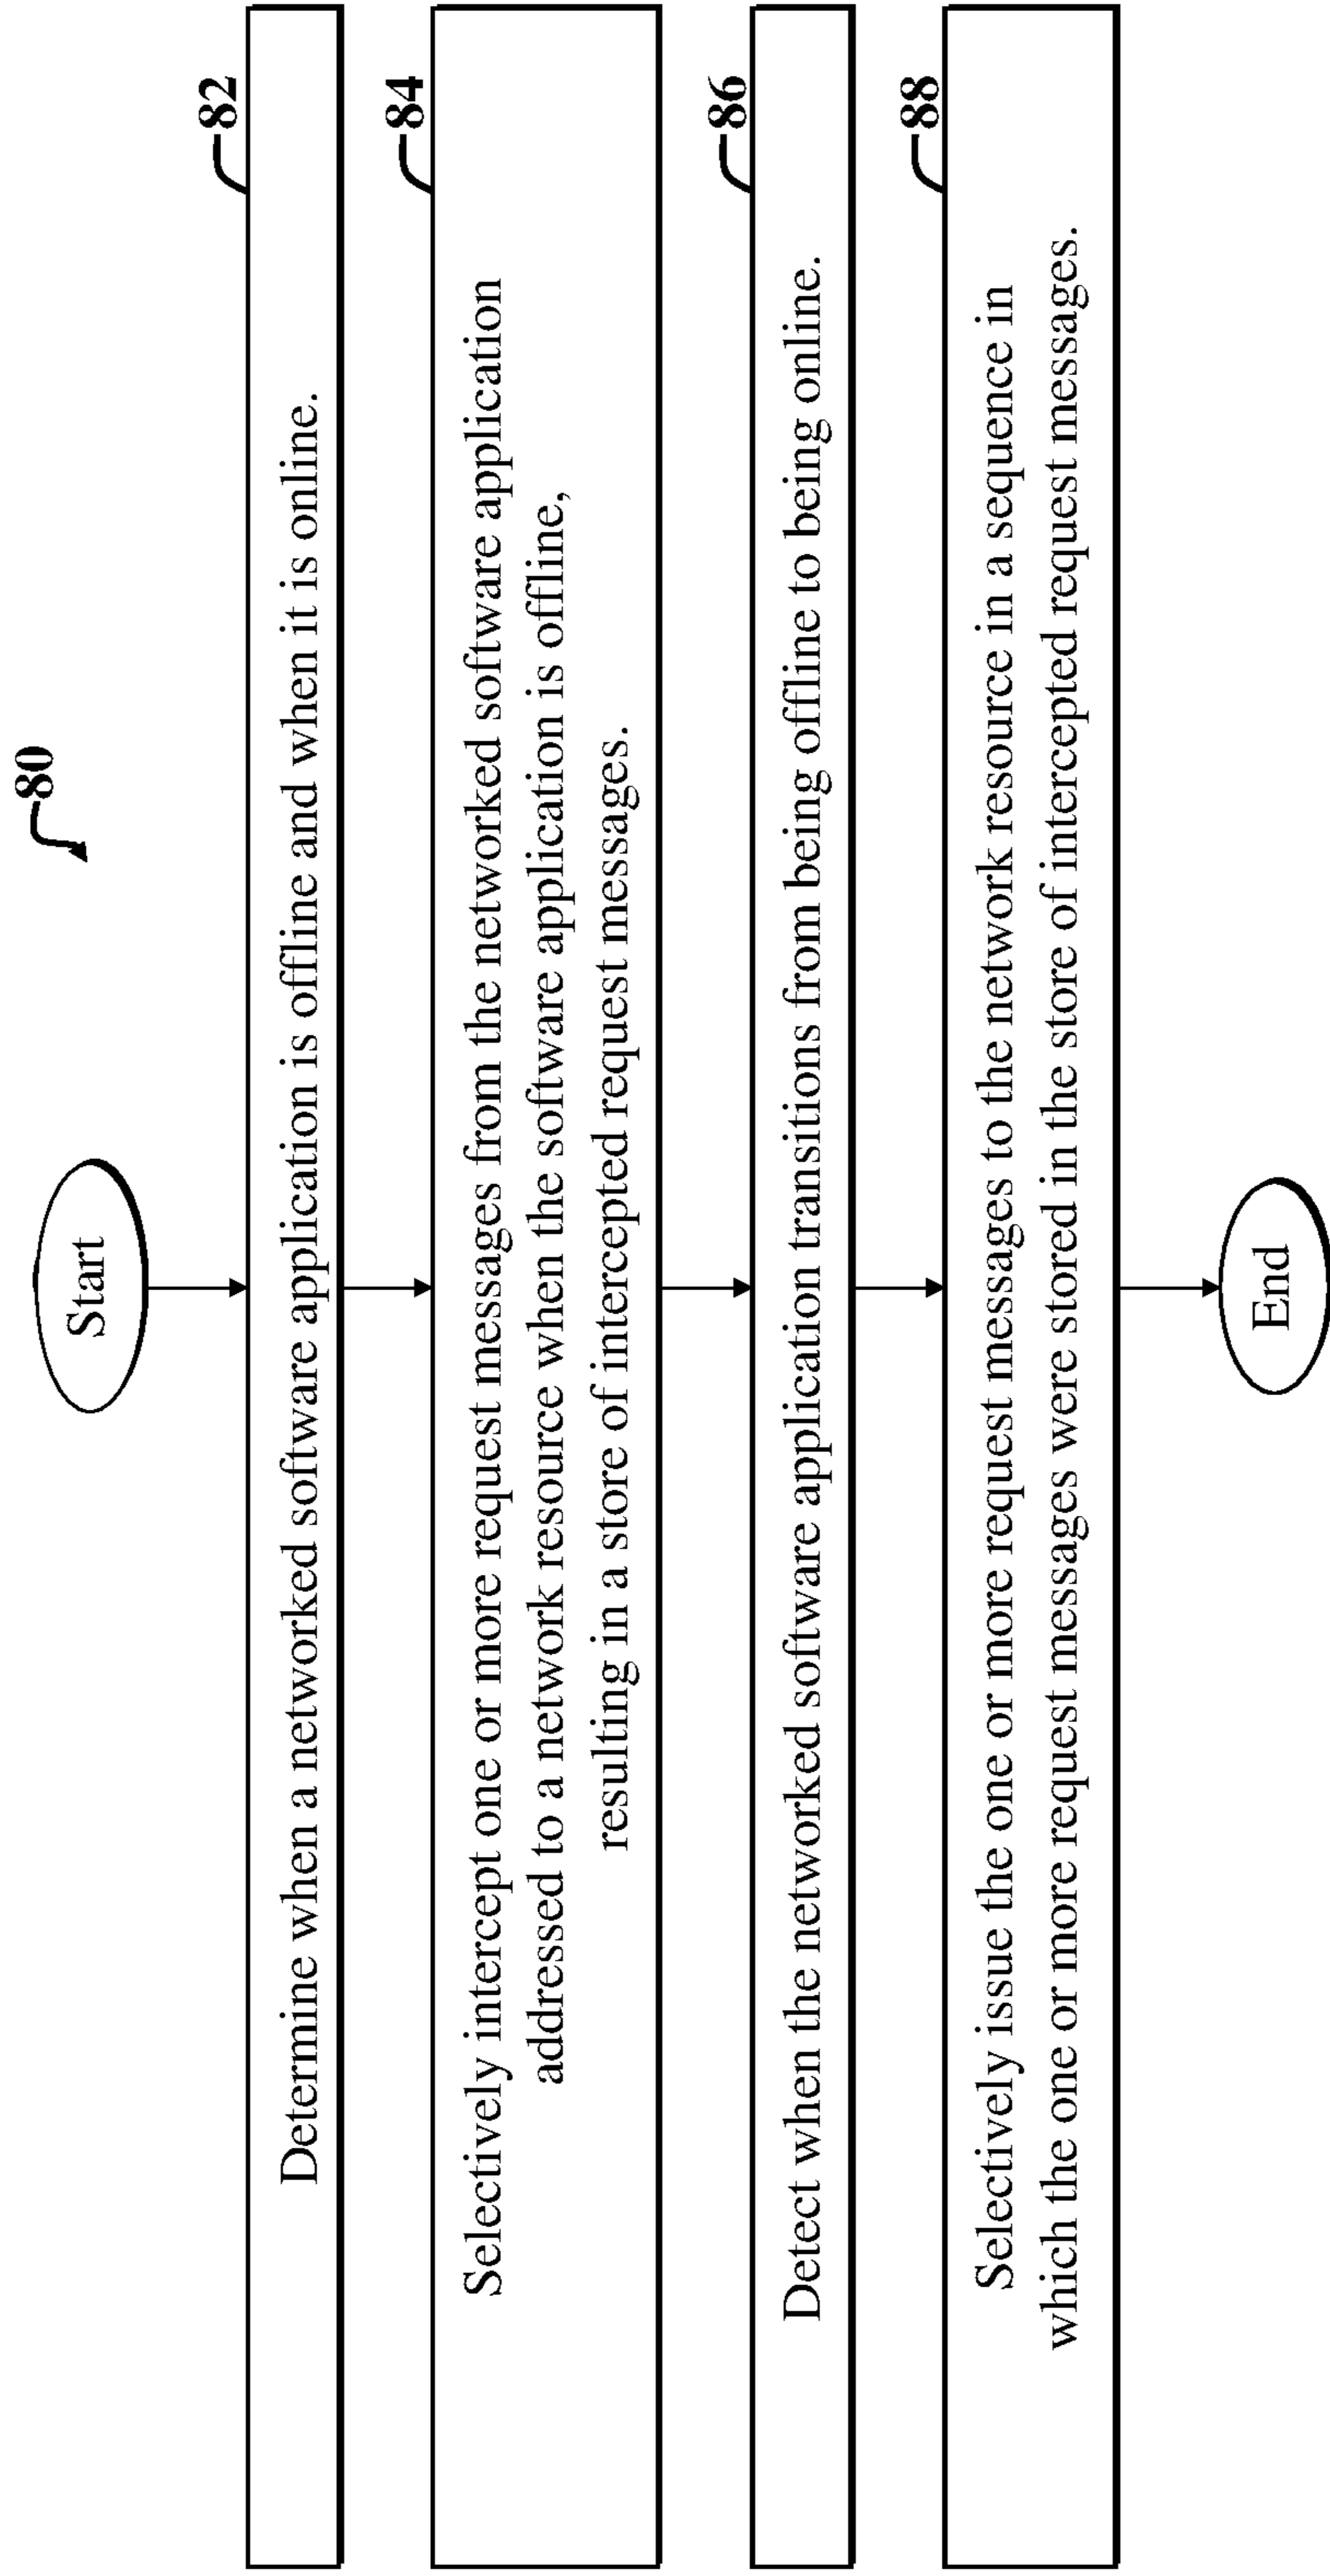 80
Start
82
Determine when a networked software application is offline and when it is online.
84
Selectively intercept one or more request messages from the networked software application
addressed to a network resource when the software application is offline,
resulting in a store of intercepted request messages.
86
Detect when the networked software application transitions from being offline to being online.
88
Selectively issue the one or more request messages to the network resource in a sequence in
which the one or more request messages were stored in the store of intercepted request messages.
End